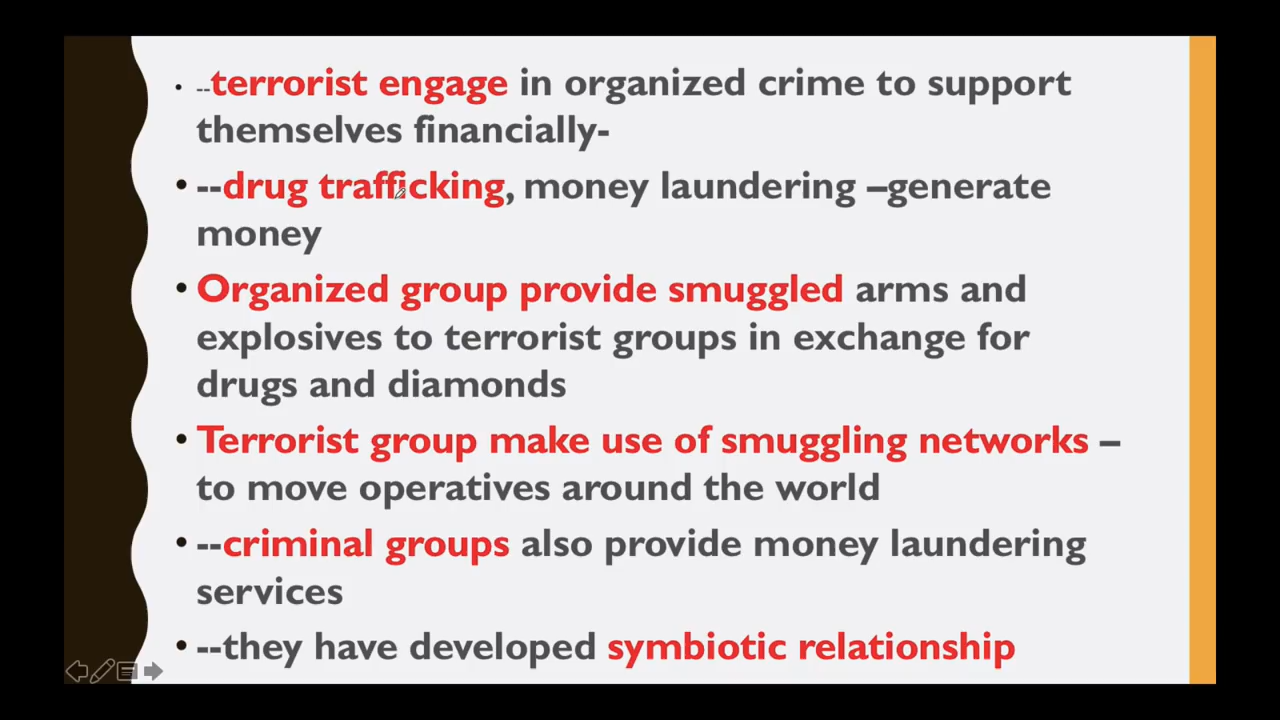 • --terrorist engage in organized crime to support
themselves financially-
• --drug trafficking, money laundering –generate
money
• Organized group provide smuggled arms and
explosives to terrorist groups in exchange for
drugs and diamonds
• Terrorist group make use of smuggling networks –
to move operatives around the world
• --criminal groups also provide money laundering
services
• --they have developed symbiotic relationship